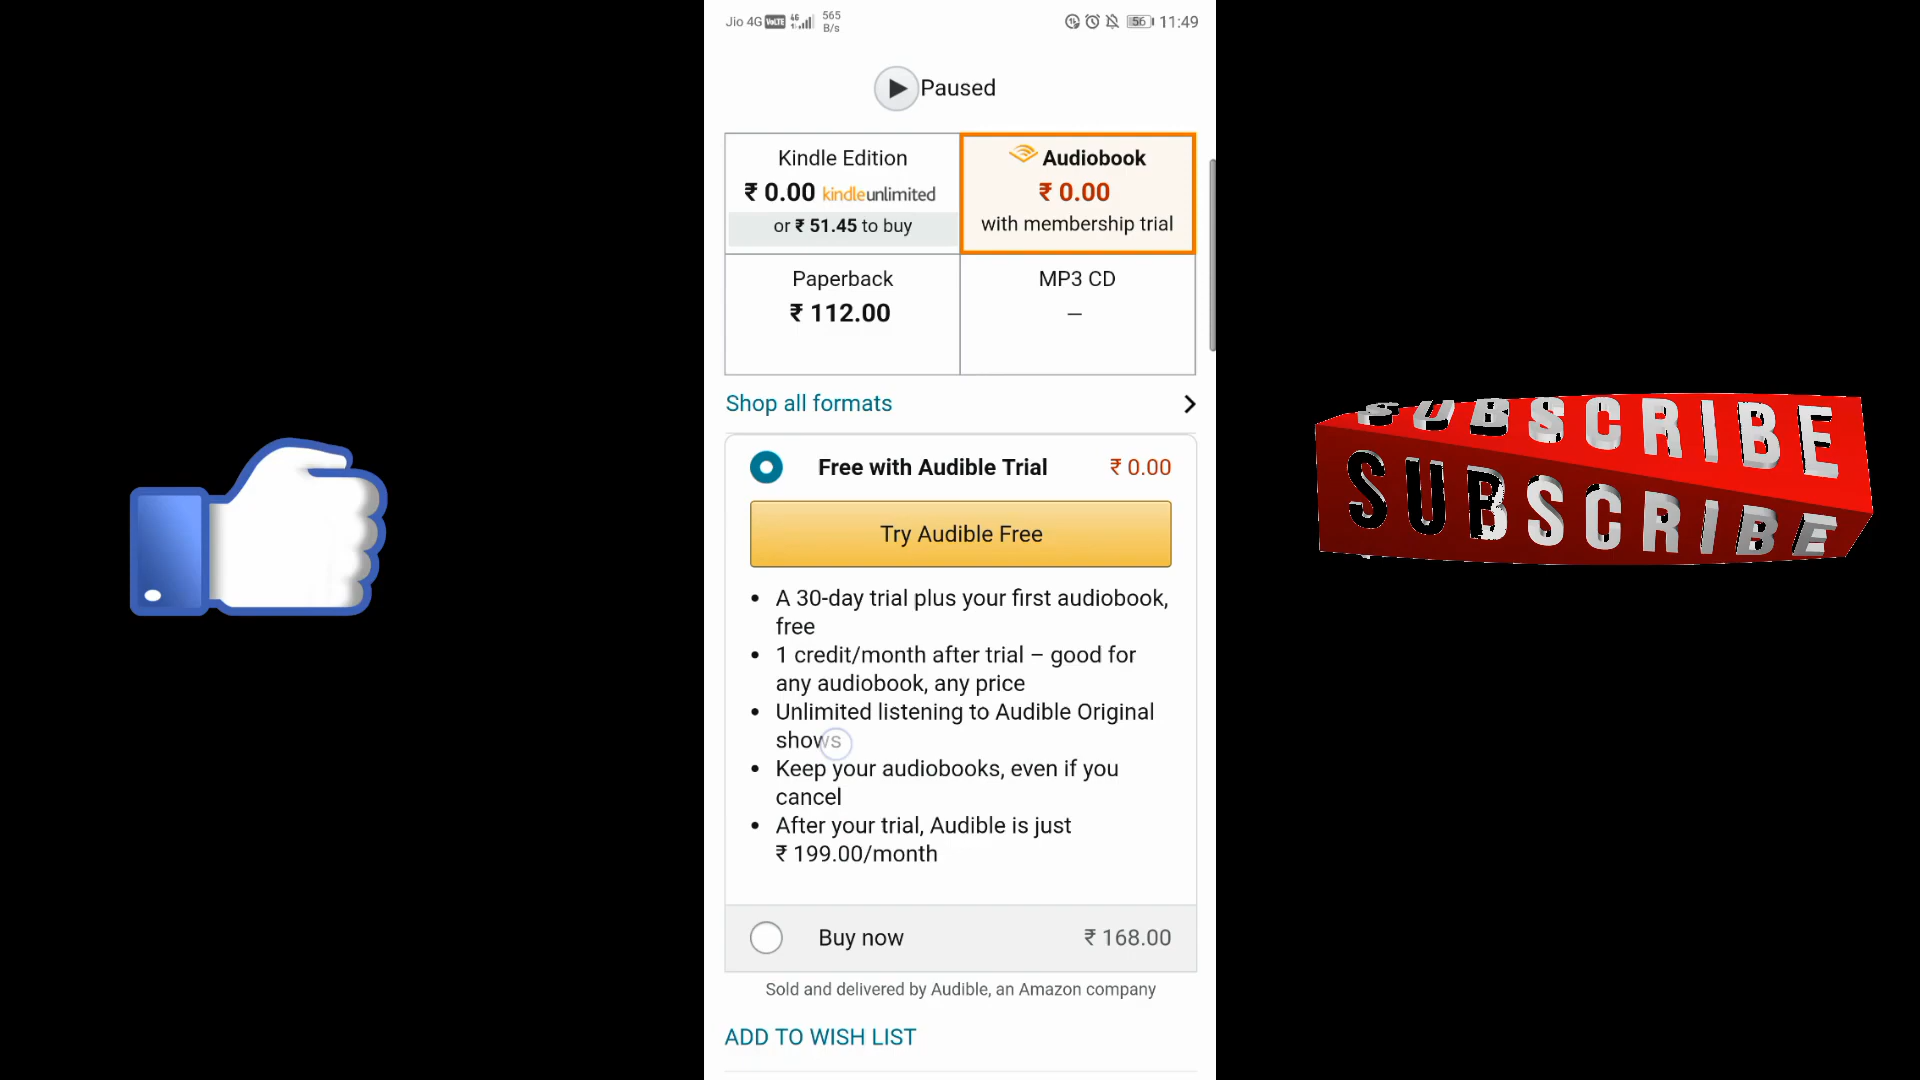 Jio 4G VoLTE 4G 565 B/s 56 11:49
Paused
Kindle Edition
₹ 0.00 kindleunlimited
or ₹ 51.45 to buy
Audiobook
₹ 0.00
with membership trial
Paperback
₹ 112.00
MP3 CD
—
Shop all formats
Free with Audible Trial ₹ 0.00
Try Audible Free
• A 30-day trial plus your first audiobook,
free
• 1 credit/month after trial – good for
any audiobook, any price
• Unlimited listening to Audible Original
shows
• Keep your audiobooks, even if you
cancel
• After your trial, Audible is just
₹ 199.00/month
Buy now ₹ 168.00
Sold and delivered by Audible, an Amazon company
ADD TO WISH LIST
SUBSCRIBE
SUBSCRIBE